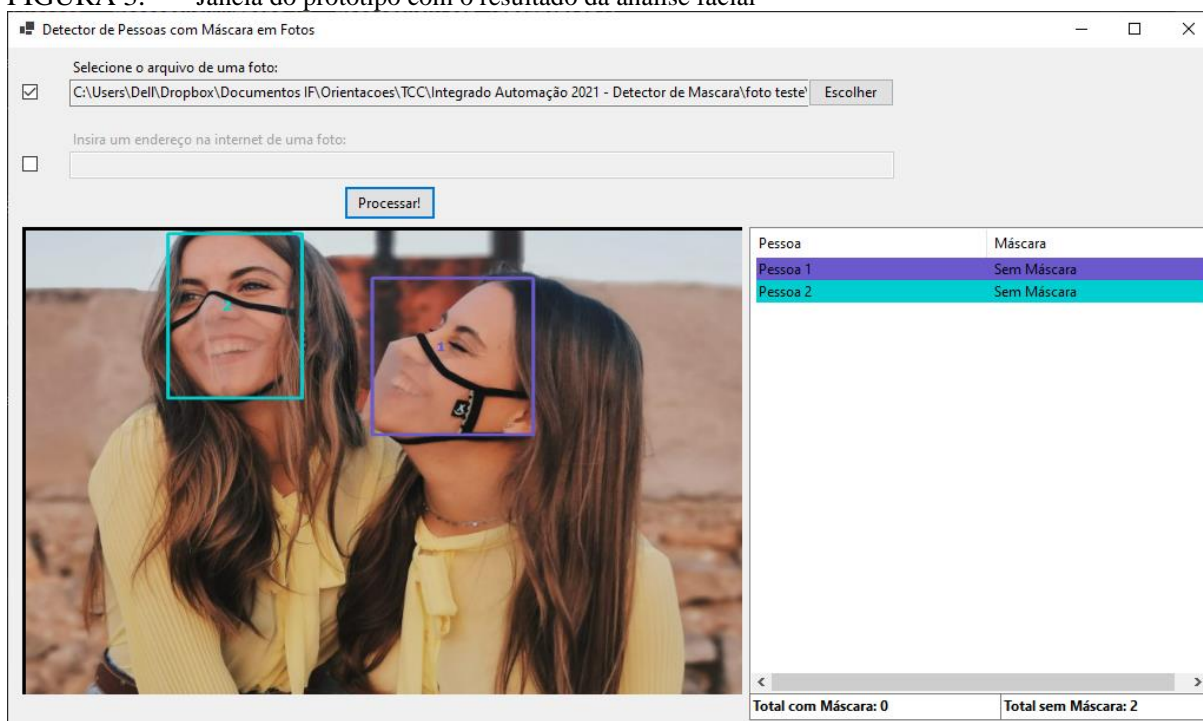 FIGURA 3. Janela do protótipo com o resultado da análise facial
Detector de Pessoas com Máscara em Fotos
Selecione o arquivo de uma foto:
C:\Users\Dell\Dropbox\Documentos IF\Orientacoes\TCC\Integrado Automação 2021 - Detector de Mascara\foto teste\ Escolher
Insira um endereço na internet de uma foto:
Processar!
Pessoa Máscara
Pessoa 1 Sem Máscara
Pessoa 2 Sem Máscara
2
1
Total com Máscara: 0 Total sem Máscara: 2